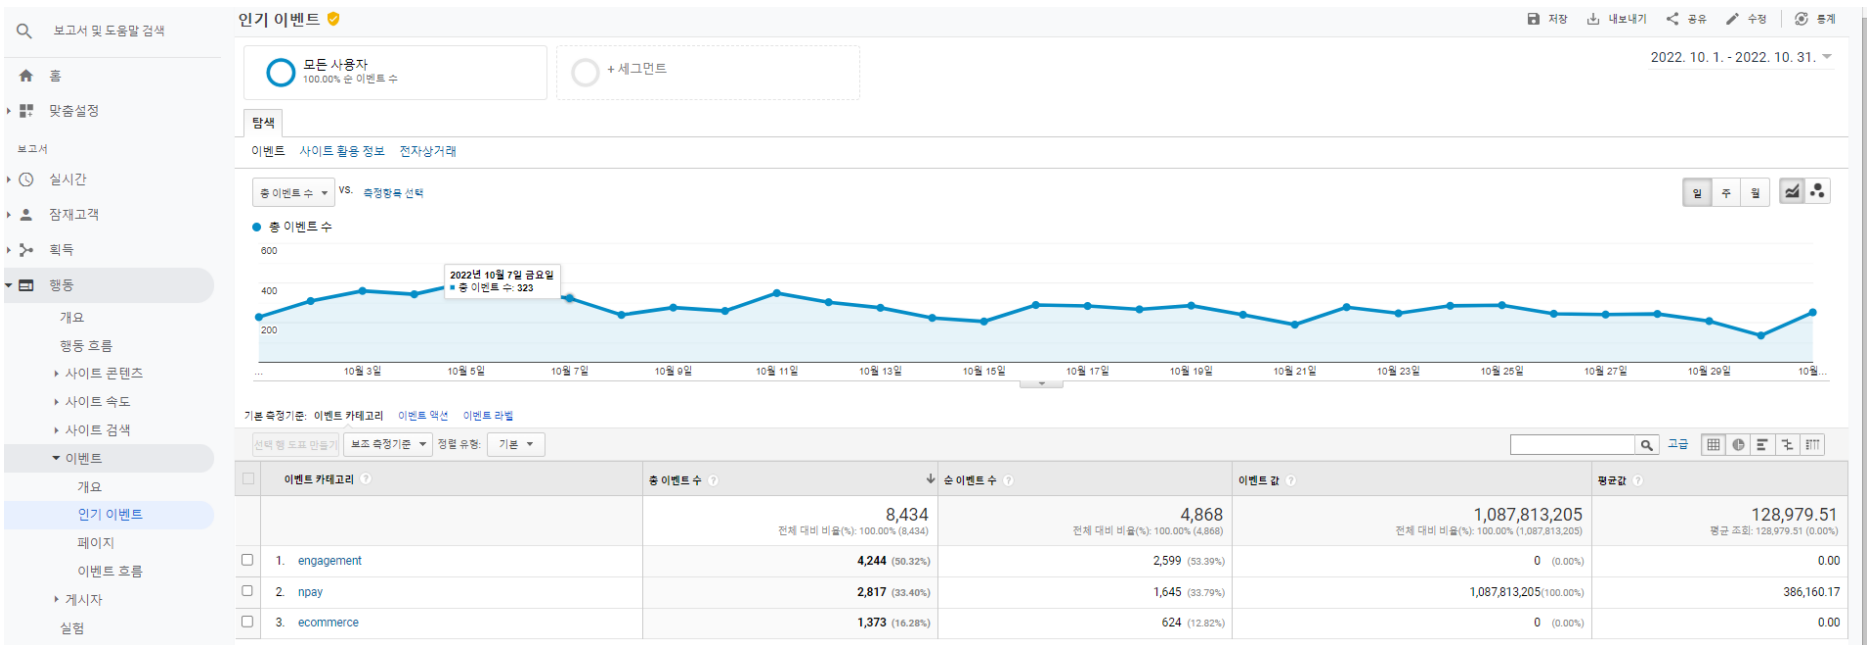 보고서 및 도움말 검색
홈
맞춤설정
보고서
실시간
잠재고객
획득
행동
개요
행동 흐름
사이트 콘텐츠
사이트 속도
사이트 검색
이벤트
개요
인기 이벤트
페이지
이벤트 흐름
게시자
실험
인기 이벤트
저장 내보내기 공유 수정 통계
모든 사용자
100.00% 순 이벤트 수
+ 세그먼트
2022. 10. 1. - 2022. 10. 31.
탐색
이벤트 사이트 활용 정보 전자상거래
총 이벤트 수 VS. 측정항목 선택
일 주 월
총 이벤트 수
600
400
200
2022년 10월 7일 금요일
총 이벤트 수: 323
... 10월 3일 10월 5일 10월 7일 10월 9일 10월 11일 10월 13일 10월 15일 10월 17일 10월 19일 10월 21일 10월 23일 10월 25일 10월 27일 10월 29일 10월...
기본 측정기준: 이벤트 카테고리 이벤트 액션 이벤트 라벨
선택 행 도표 만들기 보조 측정기준 정렬 유형: 기본
고급
이벤트 카테고리 ? 총 이벤트 수 ? 순 이벤트 수 ? 이벤트 값 ? 평균값 ?
8,434 4,868 1,087,813,205 128,979.51
전체 대비 비율(%): 100.00% (8,434) 전체 대비 비율(%): 100.00% (4,868) 전체 대비 비율(%): 100.00% (1,087,813,205) 평균 조회: 128,979.51 (0.00%)
1. engagement 4,244 (50.32%) 2,599 (53.39%) 0 (0.00%) 0.00
2. npay 2,817 (33.40%) 1,645 (33.79%) 1,087,813,205(100.00%) 386,160.17
3. ecommerce 1,373 (16.28%) 624 (12.82%) 0 (0.00%) 0.00